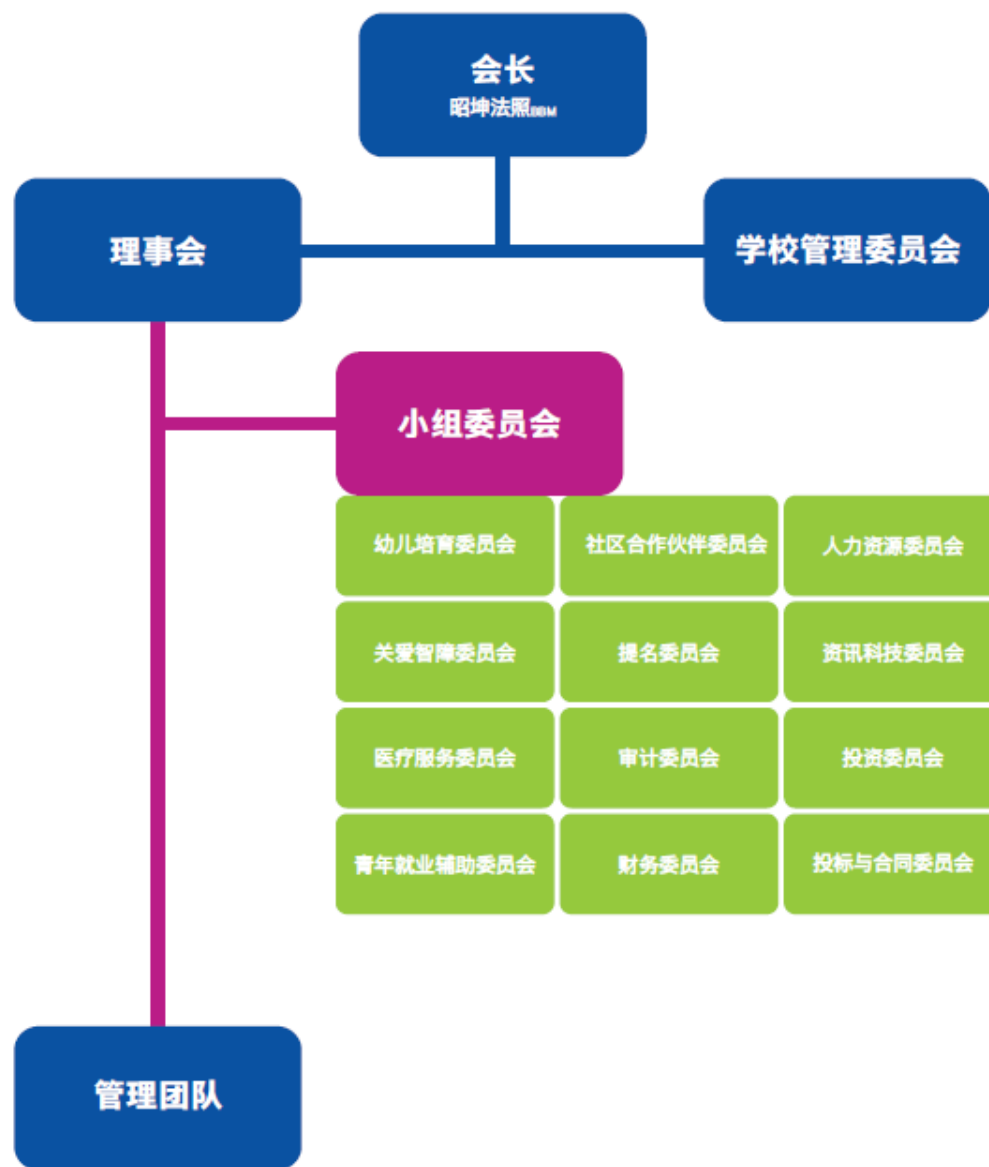 会长
昭坤法照BBM
理事会
学校管理委员会
小组委员会
幼儿培育委员会
社区合作伙伴委员会
人力资源委员会
关爱智障委员会
提名委员会
资讯科技委员会
医疗服务委员会
审计委员会
投资委员会
青年就业辅助委员会
财务委员会
投标与合同委员会
管理团队